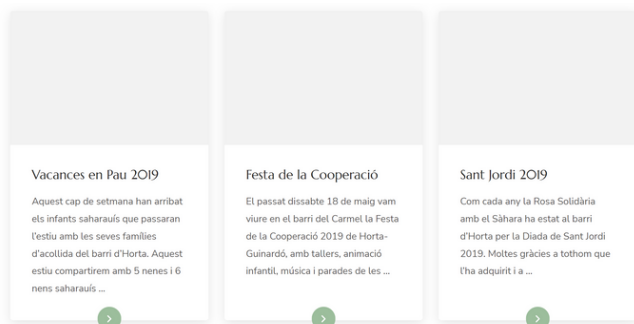 Vacances en Pau 2019
Aquest cap de setmana han arribat
els infants saharauís que passaran
l'estiu amb les seves famílies
d'acollida del barri d'Horta. Aquest
estiu compartirem amb 5 nenes i 6
nens saharauís ...
Festa de la Cooperació
El passat dissabte 18 de maig vam
viure en el barri del Carmel la Festa
de la Cooperació 2019 de Horta-
Guinardó, amb tallers, animació
infantil, música i parades de les ...
Sant Jordi 2019
Com cada any la Rosa Solidària
amb el Sàhara ha estat al barri
d'Horta per la Diada de Sant Jordi
2019. Moltes gràcies a tothom que
l'ha adquirit i a ...